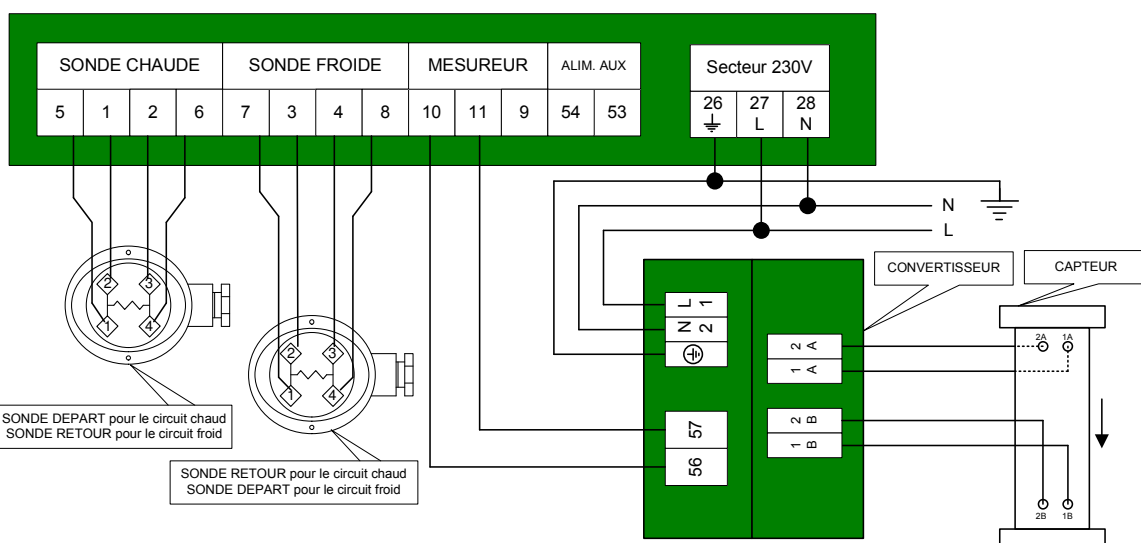 SONDE CHAUDE SONDE FROIDE MESUREUR ALIM. AUX
5 1 2 6 7 3 4 8 10 11 9 54 53
Secteur 230V
26 27 28
L N
N
L
CONVERTISSEUR
CAPTEUR
L 1
N 2
2 A
1 A
2 B
1 B
57
56
2A 1A
2B 1B
2 3
1 4
2 3
1 4
SONDE DEPART pour le circuit chaud
SONDE RETOUR pour le circuit froid
SONDE RETOUR pour le circuit chaud
SONDE DEPART pour le circuit froid